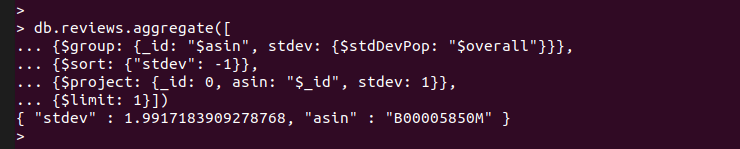 >
> db.reviews.aggregate([
... {$group: {_id: "$asin", stdev: {$stdDevPop: "$overall"}}},
... {$sort: {"stdev": -1}},
... {$project: {_id: 0, asin: "$_id", stdev: 1}},
... {$limit: 1}])
{ "stdev" : 1.9917183909278768, "asin" : "B00005850M" }
>